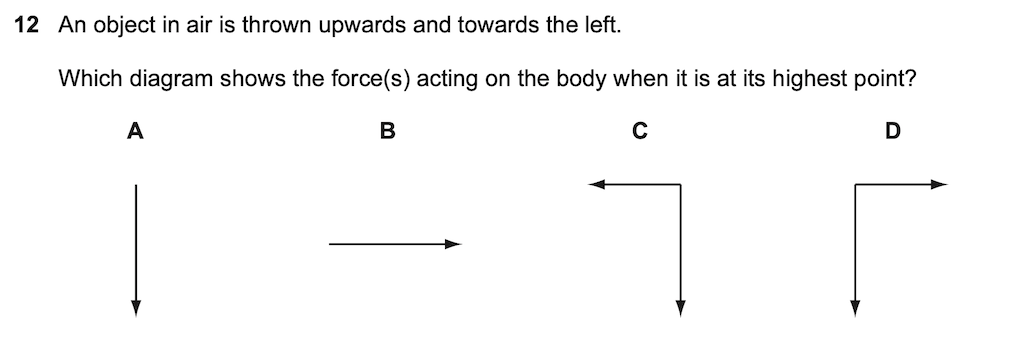 12 An object in air is thrown upwards and towards the left.
Which diagram shows the force(s) acting on the body when it is at its highest point?
A B C D